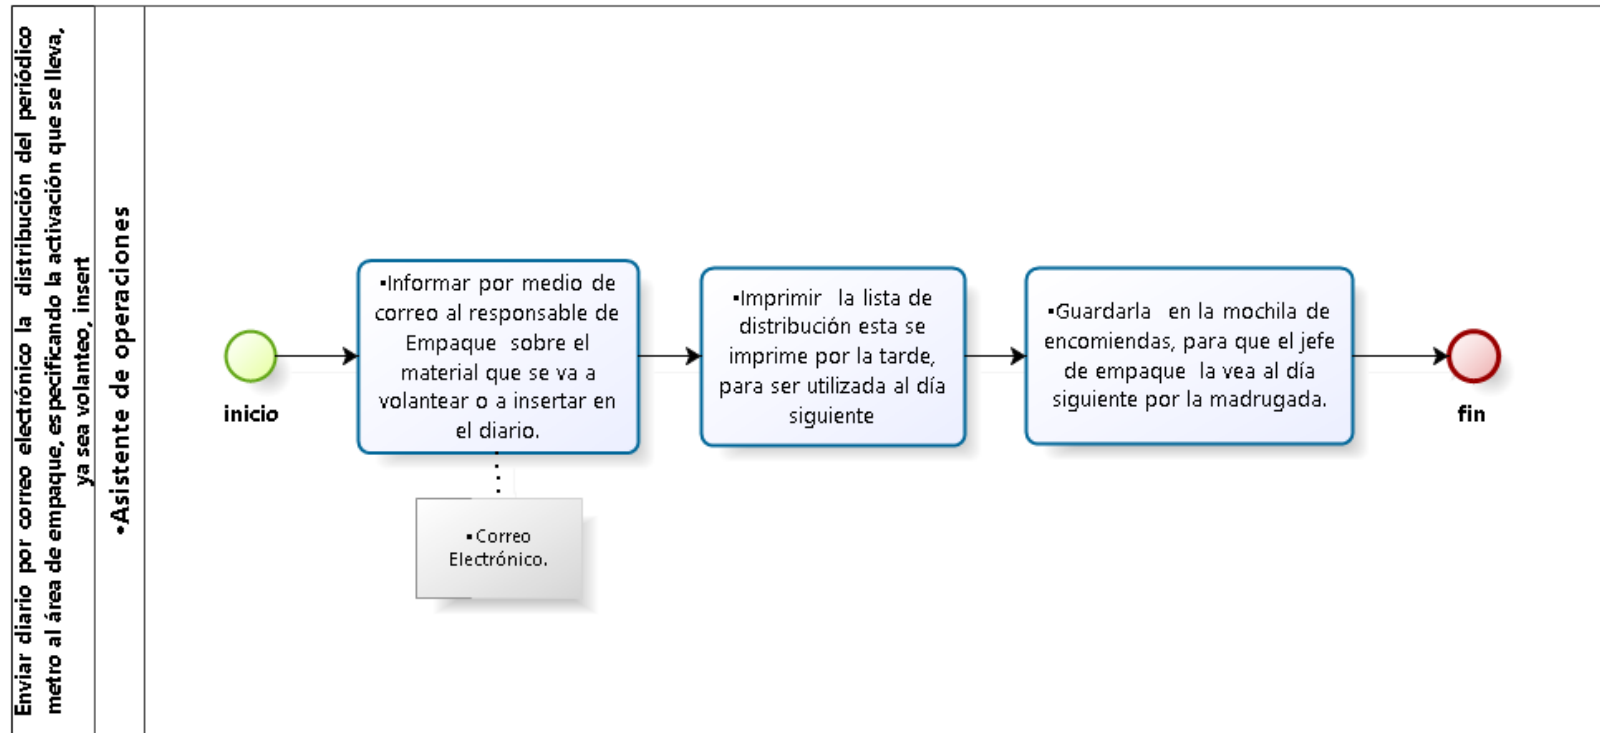 Enviar diario por correo electrónico la distribución del periódico
metro al área de empaque, especificando la activación que se lleva,
ya sea volanteo, insert
•Asistente de operaciones
inicio
▪Informar por medio de
correo al responsable de
Empaque sobre el
material que se va a
volantear o a insertar en
el diario.
▪Correo
Electrónico.
▪Imprimir la lista de
distribución esta se
imprime por la tarde,
para ser utilizada al día
siguiente
▪Guardarla en la mochila de
encomiendas, para que el jefe
de empaque la vea al día
siguiente por la madrugada.
fin